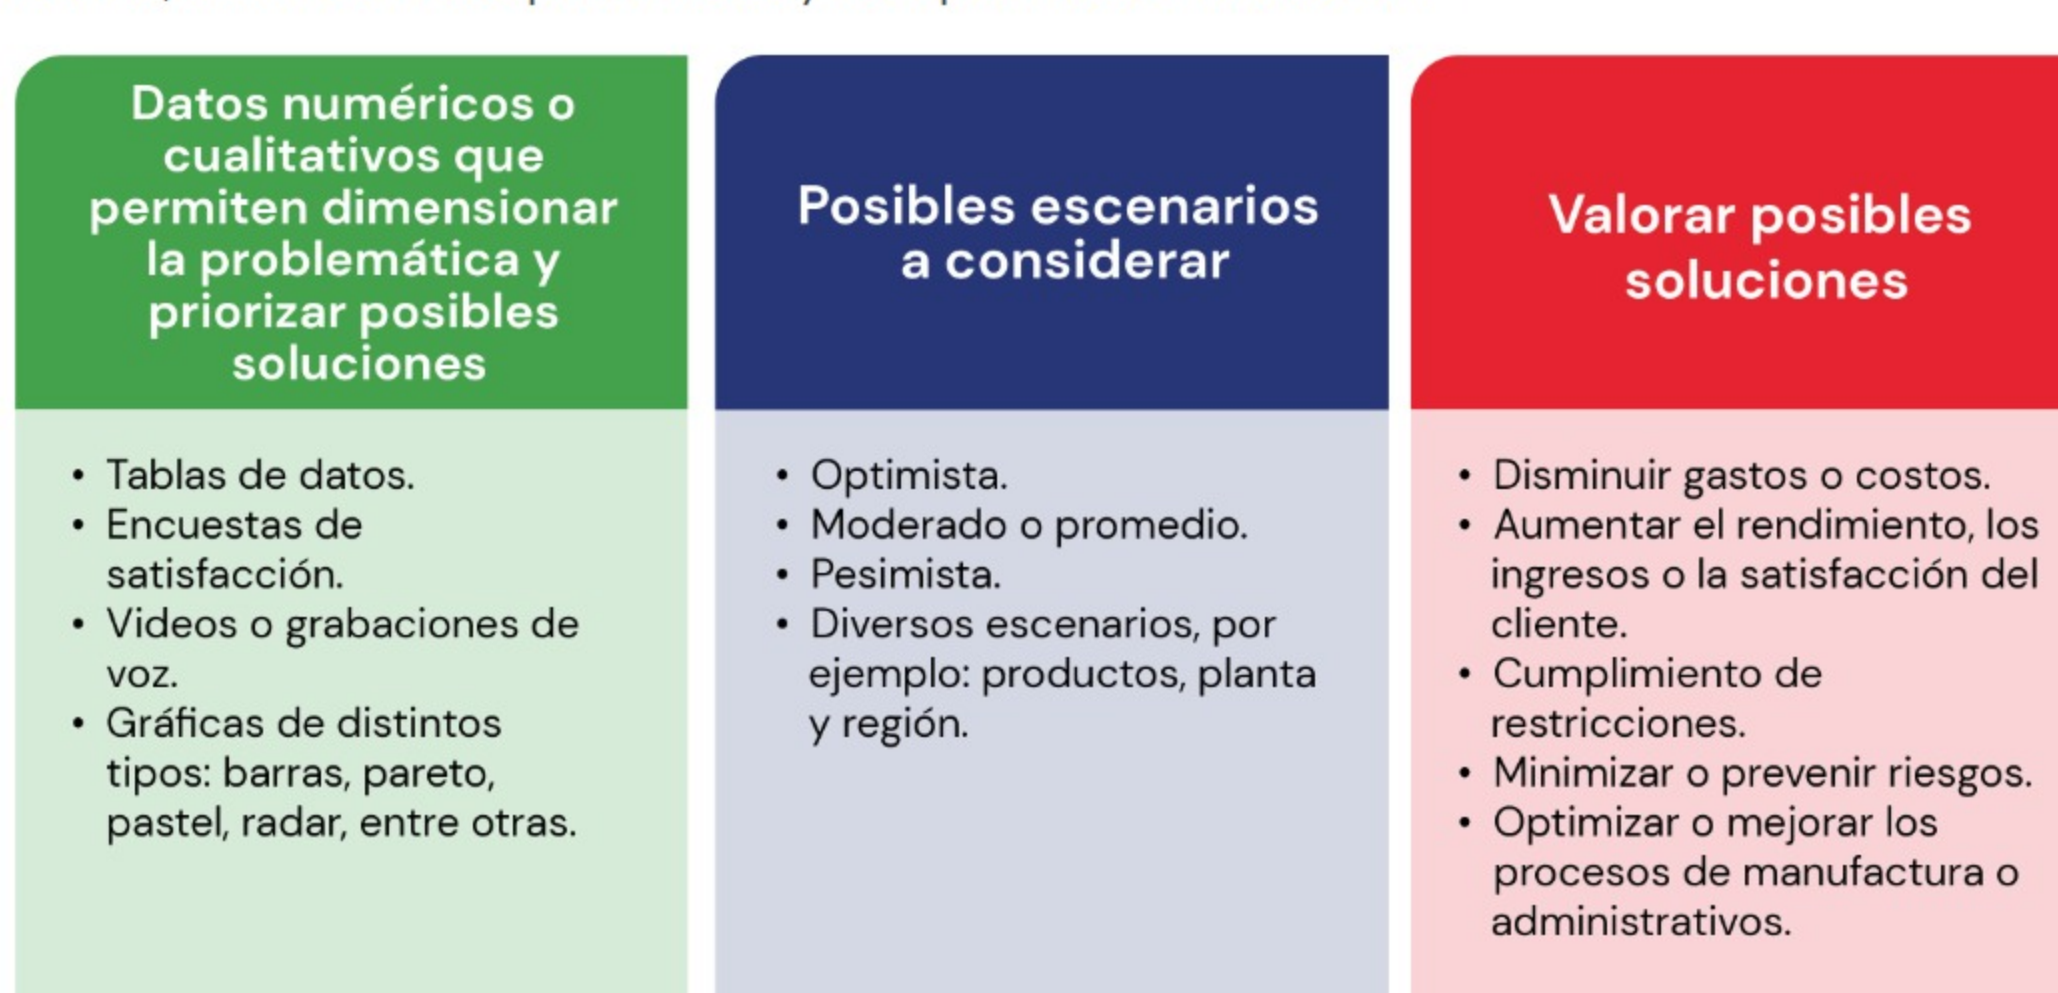 Datos numéricos o
cualitativos que
permiten dimensionar
la problemática y
priorizar posibles
soluciones
• Tablas de datos.
• Encuestas de
satisfacción.
• Videos o grabaciones de
voz.
• Gráficas de distintos
tipos: barras, pareto,
pastel, radar, entre otras.
Posibles escenarios
a considerar
• Optimista.
• Moderado o promedio.
• Pesimista.
• Diversos escenarios, por
ejemplo: productos, planta
y región.
Valorar posibles
soluciones
• Disminuir gastos o costos.
• Aumentar el rendimiento, los
ingresos o la satisfacción del
cliente.
• Cumplimiento de
restricciones.
• Minimizar o prevenir riesgos.
• Optimizar o mejorar los
procesos de manufactura o
administrativos.